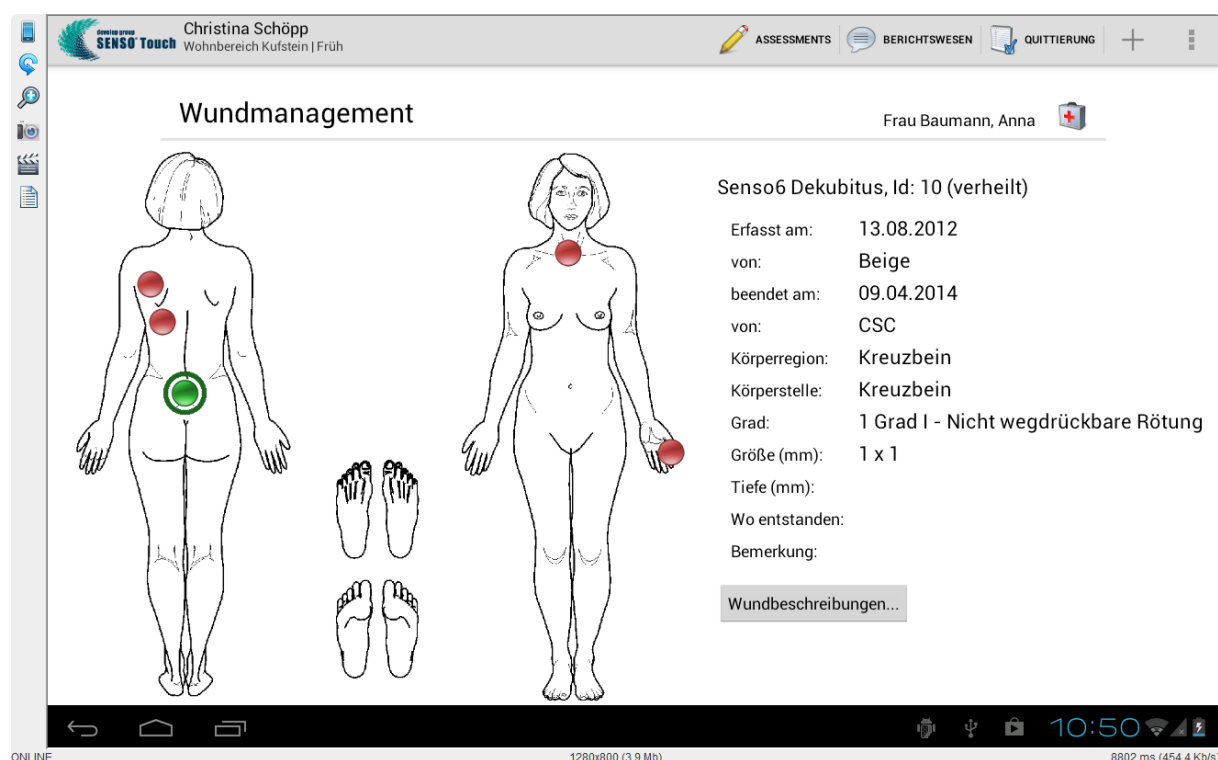 develop group
SENSO Touch
Christina Schöpp
Wohnbereich Kufstein | Früh
ASSESSMENTS
BERICHTSWESEN
QUITTIERUNG
Wundmanagement
Frau Baumann, Anna
Senso6 Dekubitus, Id: 10 (verheilt)
Erfasst am: 13.08.2012
von: Beige
beendet am: 09.04.2014
von: CSC
Körperregion: Kreuzbein
Körperstelle: Kreuzbein
Grad: 1 Grad I - Nicht wegdrückbare Rötung
Größe (mm): 1 x 1
Tiefe (mm):
Wo entstanden:
Bemerkung:
Wundbeschreibungen...
10:50
ONLINE
1280x800 (3.9 Mb)
8802 ms (454.4 Kb/s)